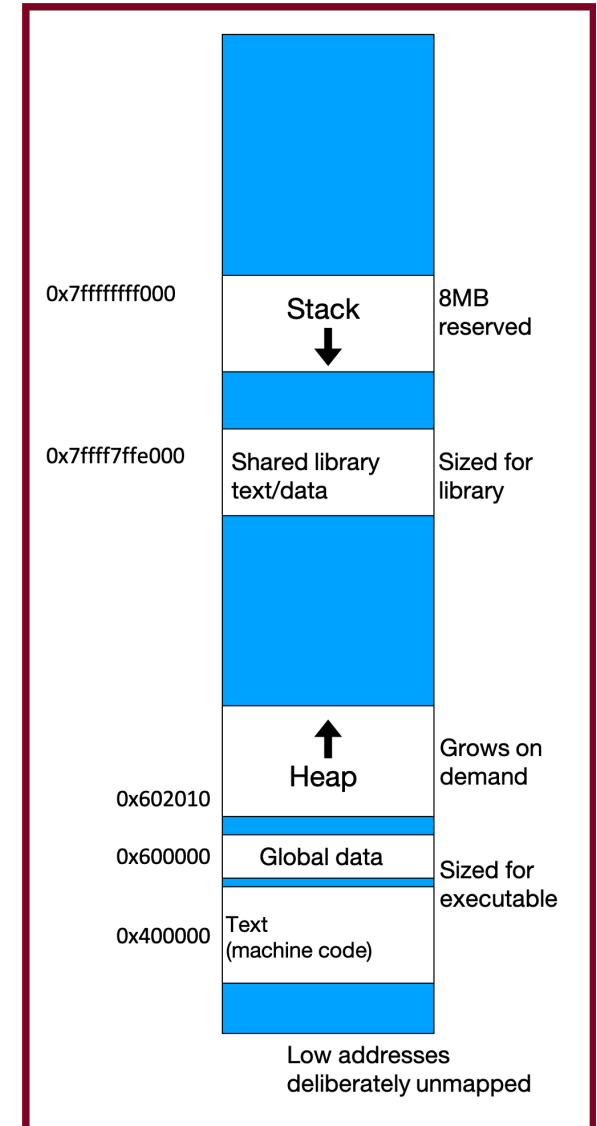 0x7ffffffff000
Stack
8MB
reserved
0x7ffff7ffe000
Shared library
text/data
Sized for
library
Heap
Grows on
demand
0x602010
0x600000
Global data
Sized for
executable
0x400000
Text
(machine code)
Low addresses
deliberately unmapped